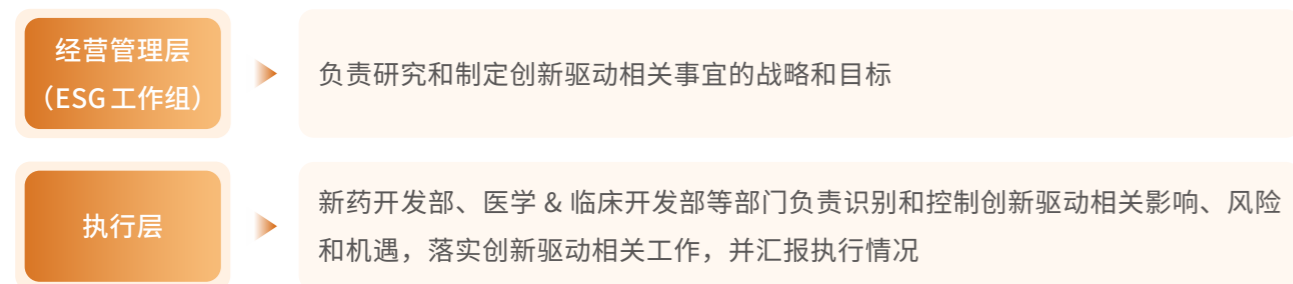 经营管理层
（ESG工作组）
负责研究和制定创新驱动相关事宜的战略和目标
执行层
新药开发部、医学 & 临床开发部等部门负责识别和控制创新驱动相关影响、风险
和机遇，落实创新驱动相关工作，并汇报执行情况